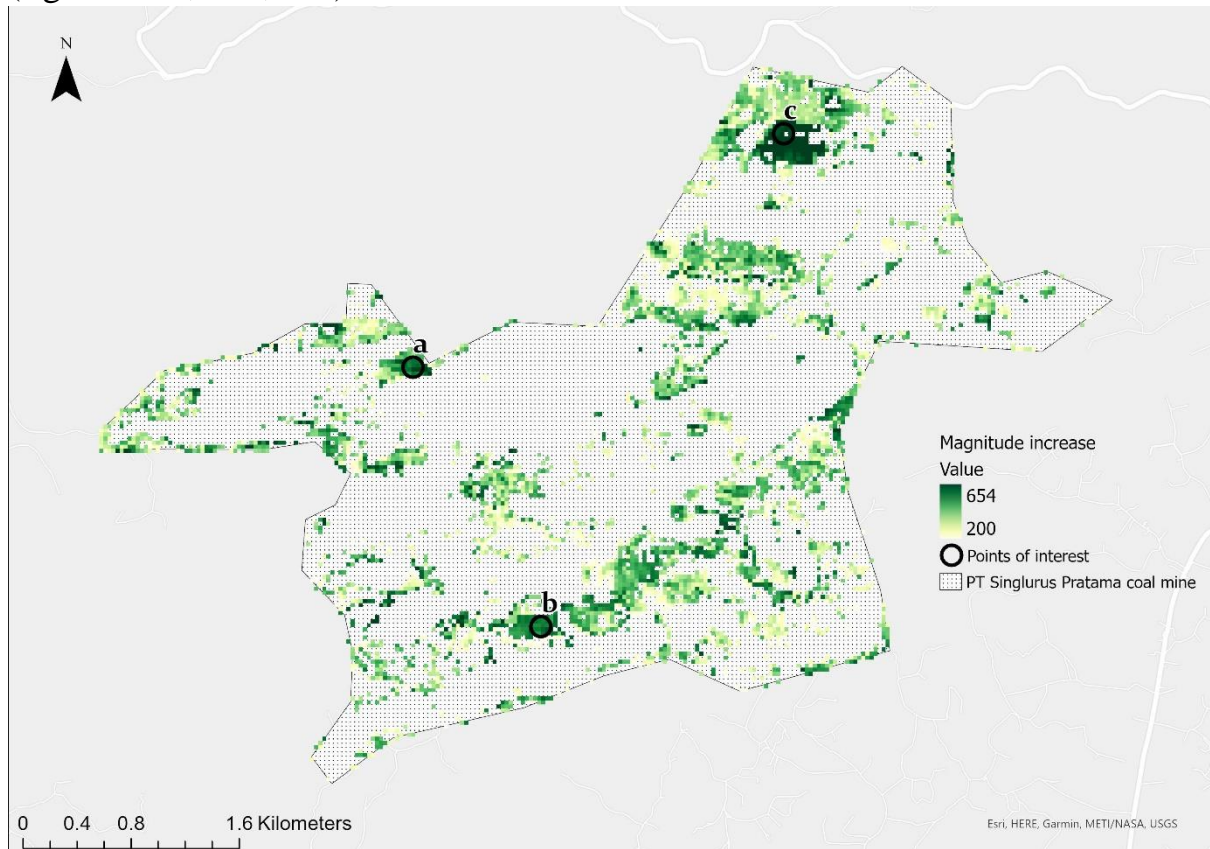 N
c
a
b
Magnitude increase
Value
654
200
Points of interest
PT Singlurus Pratama coal mine
0 0.4 0.8 1.6 Kilometers
Esri, HERE, Garmin, METI/NASA, USGS